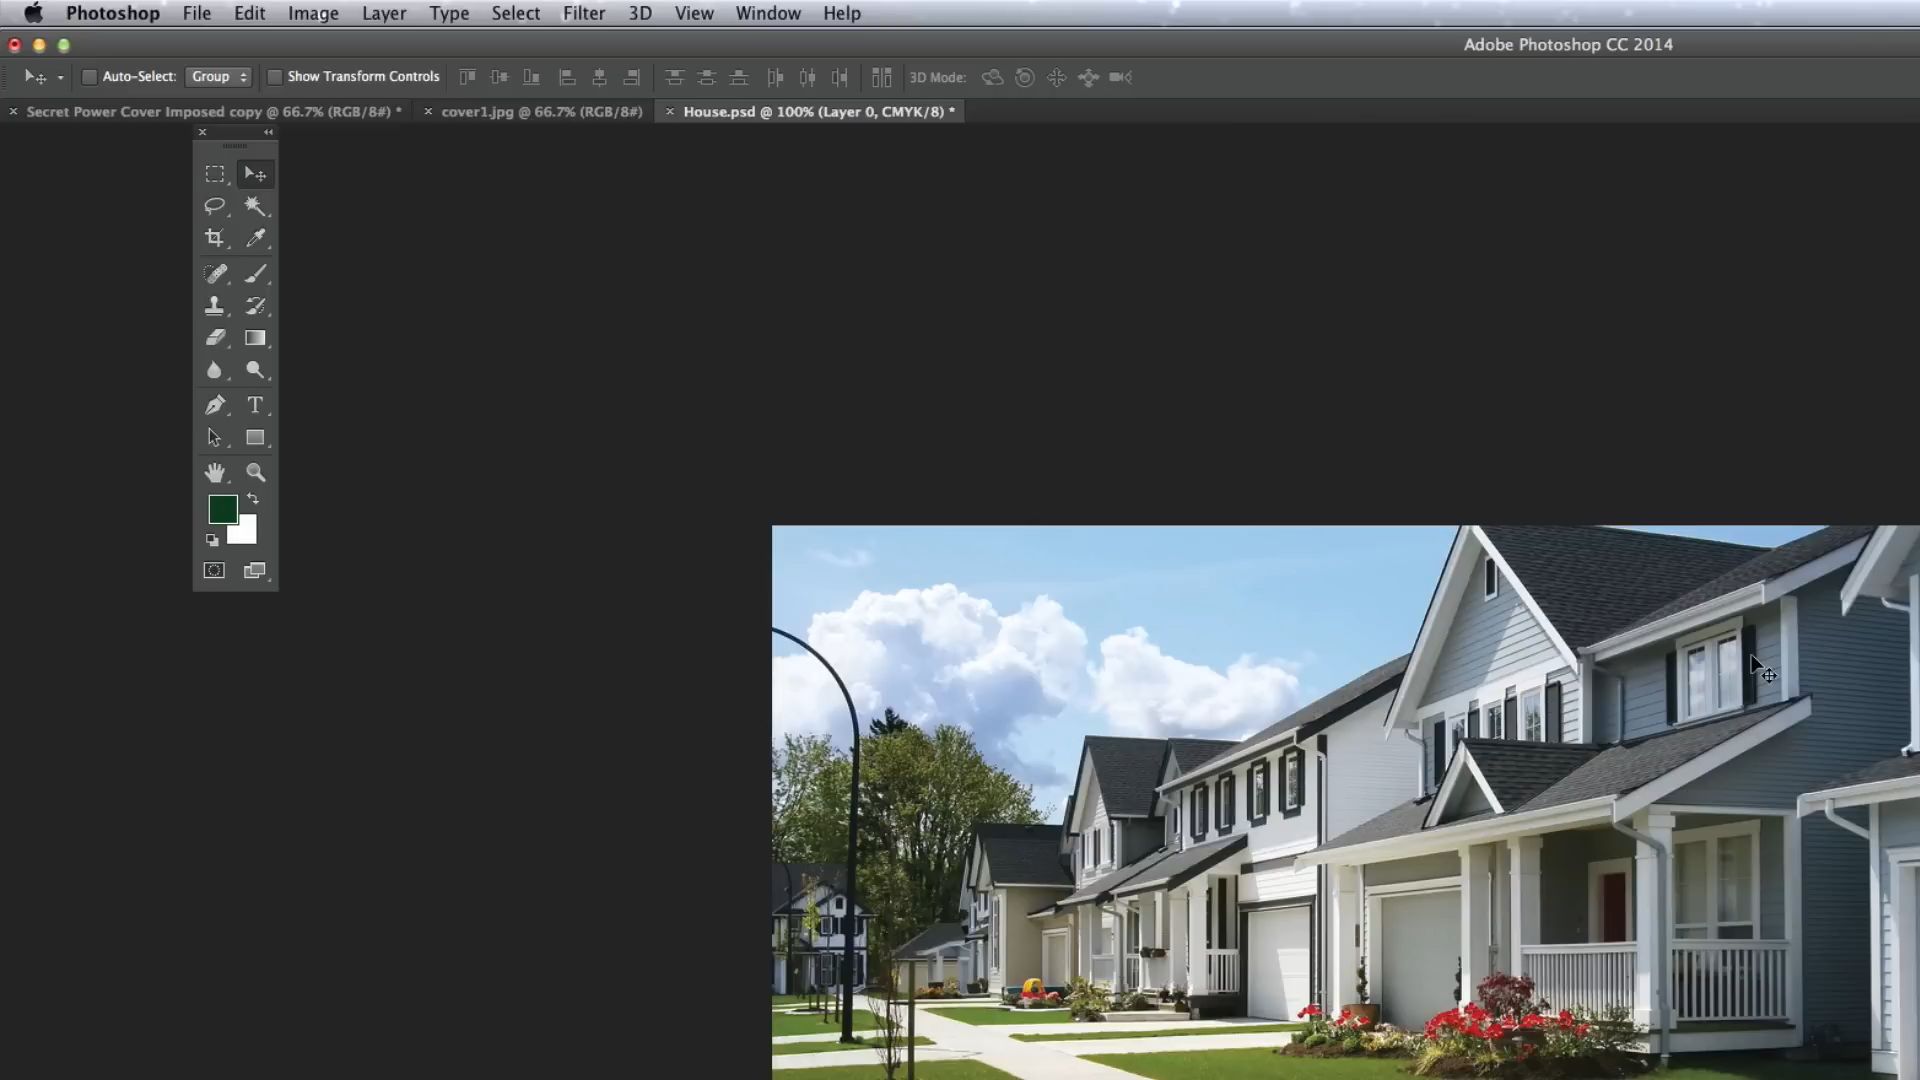 Photoshop File Edit Image Layer Type Select Filter 3D View Window Help
Adobe Photoshop CC 2014
Auto-Select: Group Show Transform Controls 3D Mode:
Secret Power Cover Imposed copy @ 66.7% (RGB/8#) * cover1.jpg @ 66.7% (RGB/8#) House.psd @ 100% (Layer 0, CMYK/8) *